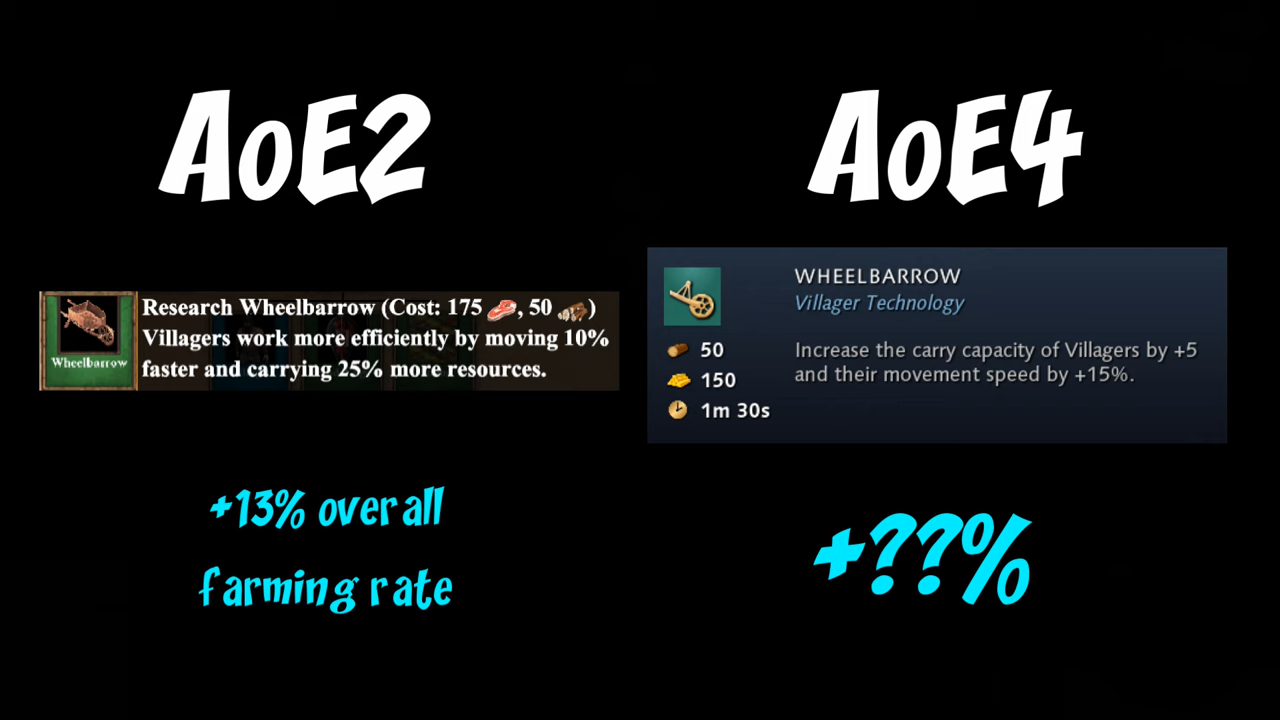 AoE2
AoE4
Wheelbarrow
Research Wheelbarrow (Cost: 175 , 50 )
Villagers work more efficiently by moving 10%
faster and carrying 25% more resources.
WHEELBARROW
Villager Technology
50
150
1m 30s
Increase the carry capacity of Villagers by +5
and their movement speed by +15%.
+13% overall
farming rate
+??%